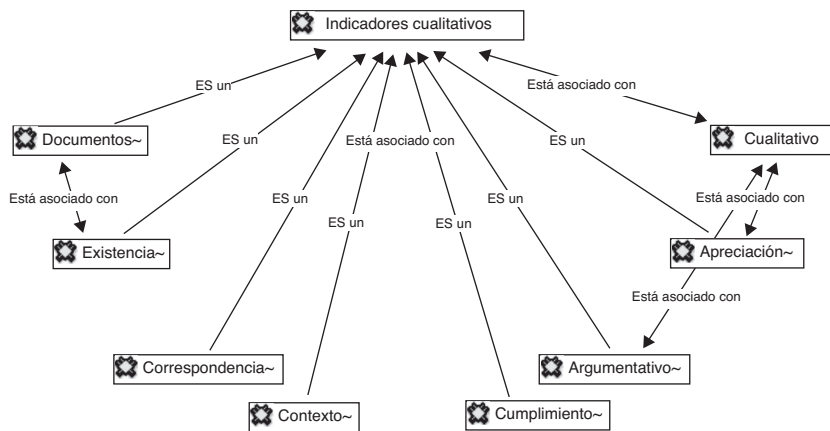 Indicadores cualitativos
ES un
Está asociado con
Documentos~
ES un
Está asociado con
ES un
Cualitativo
Está asociado con
ES un
ES un
Está asociado con
Existencia~
ES un
ES un
Apreciación~
Está asociado con
Correspondencia~
Argumentativo~
Contexto~
Cumplimiento~